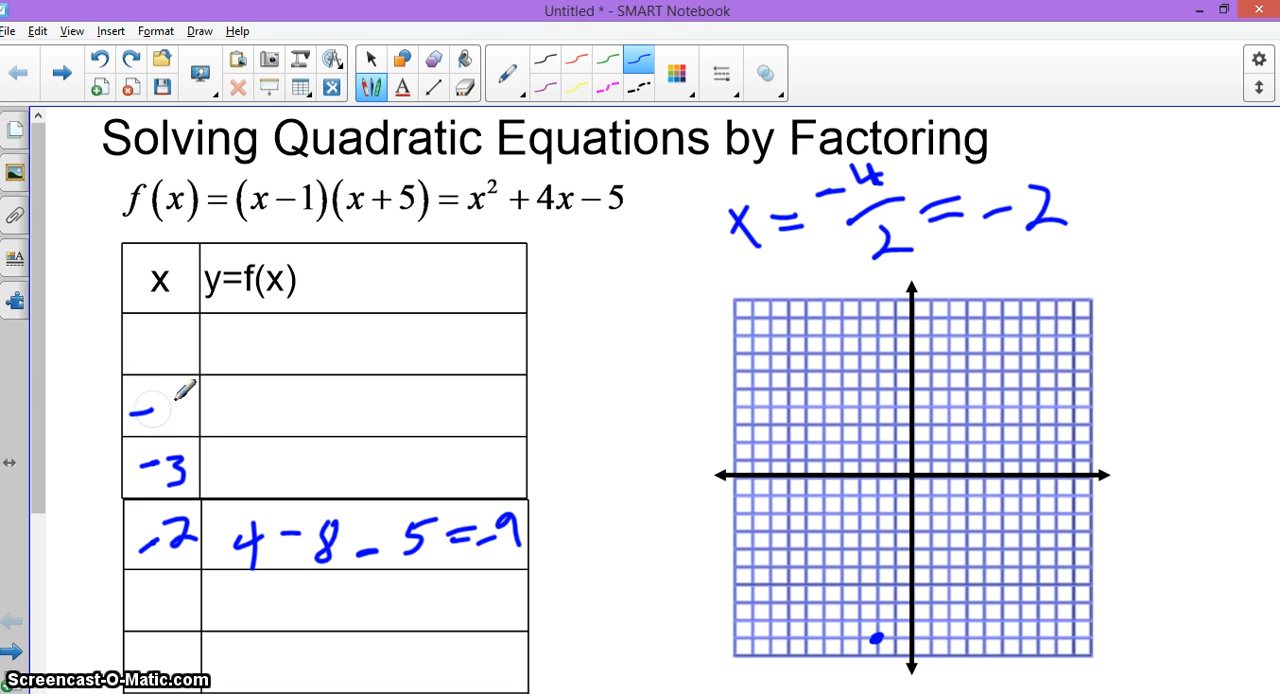 Untitled * - SMART Notebook
File Edit View Insert Format Draw Help
Solving Quadratic Equations by Factoring
f(x) = (x − 1)(x + 5) = x² + 4x − 5
x = -4/2 = -2
x y=f(x)
-
-3
-2 4 - 8 - 5 = -9
Screencast-O-Matic.com